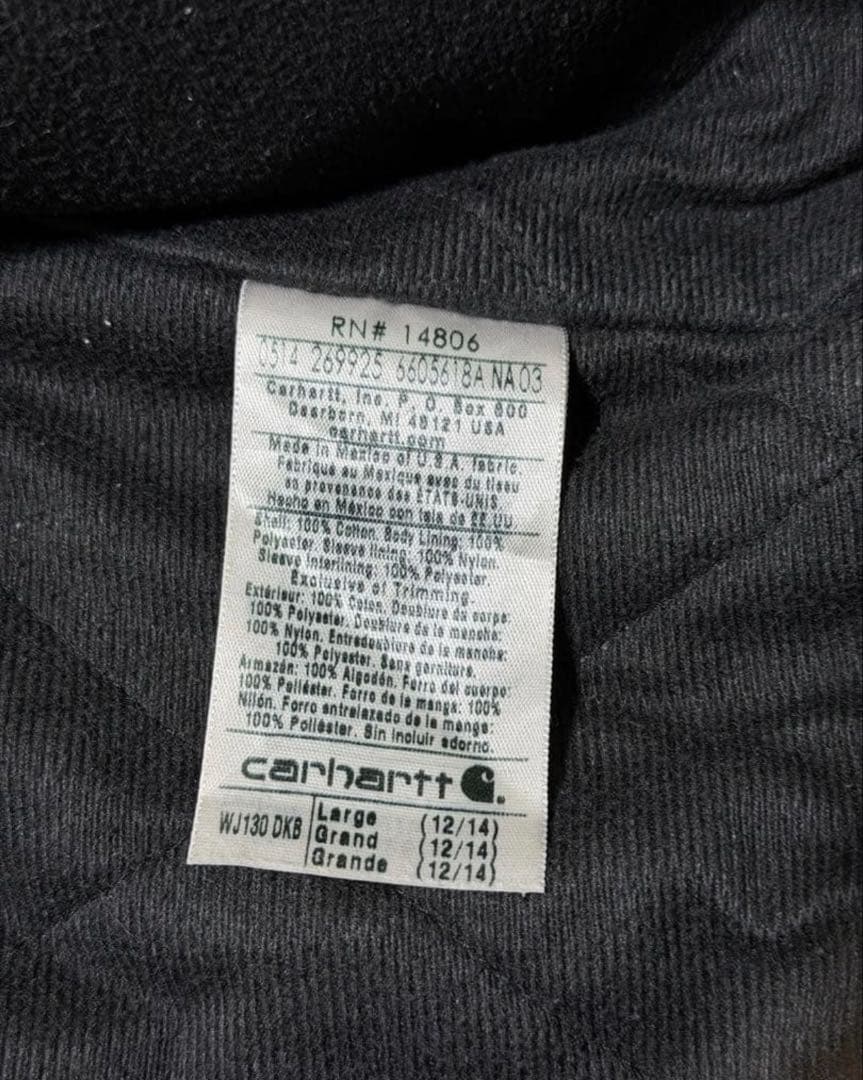 RN# 14806
0514 269925 6605618A NA03
Carhartt, Inc. P. O. Box 600
Dearborn, MI 48121 USA
carhartt.com
Made in Mexico of U.S.A. fabric.
Fabriqué au Mexique avec du tissu
en provenance des ÉTATS-UNIS
Hecho en México con tela de EE.UU.
Shell: 100% Cotton. Body Lining: 100%
Polyester. Sleeve lining: 100% Nylon.
Sleeve Interlining: 100% Polyester.
Exclusive of Trimming.
Extérieur: 100% Coton. Doublure du corps:
100% Polyester. Doublure de la manche:
100% Nylon. Entredoublure de la manche:
100% Polyester. Sans garniture.
Armazón: 100% Algodón. Forro del cuerpo:
100% Poliéster. Forro de la manga: 100%
Nilón. Forro entrelazado de la manga:
100% Poliéster. Sin incluir adorno.
carhartt
WJ130 DKB Large (12/14)
Grand (12/14)
Grande (12/14)